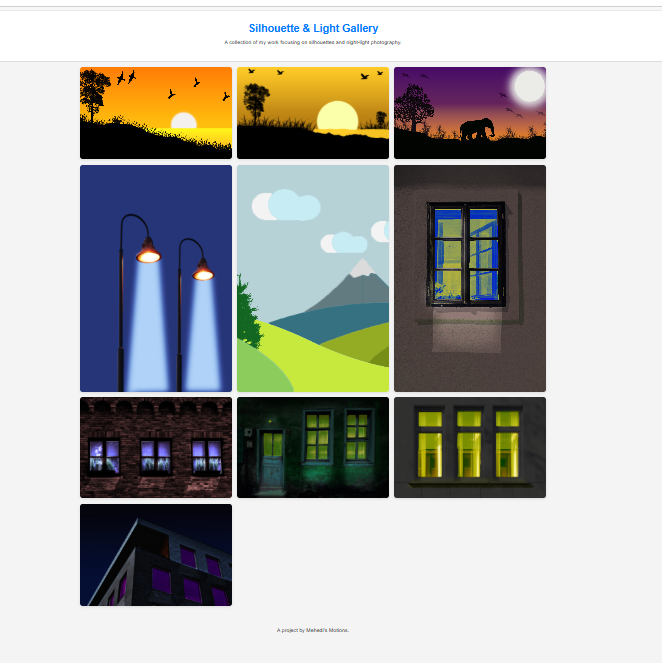 Silhouette & Light Gallery
A collection of my work focusing on silhouettes and night-light photography.
A project by Mehedi's Motions.